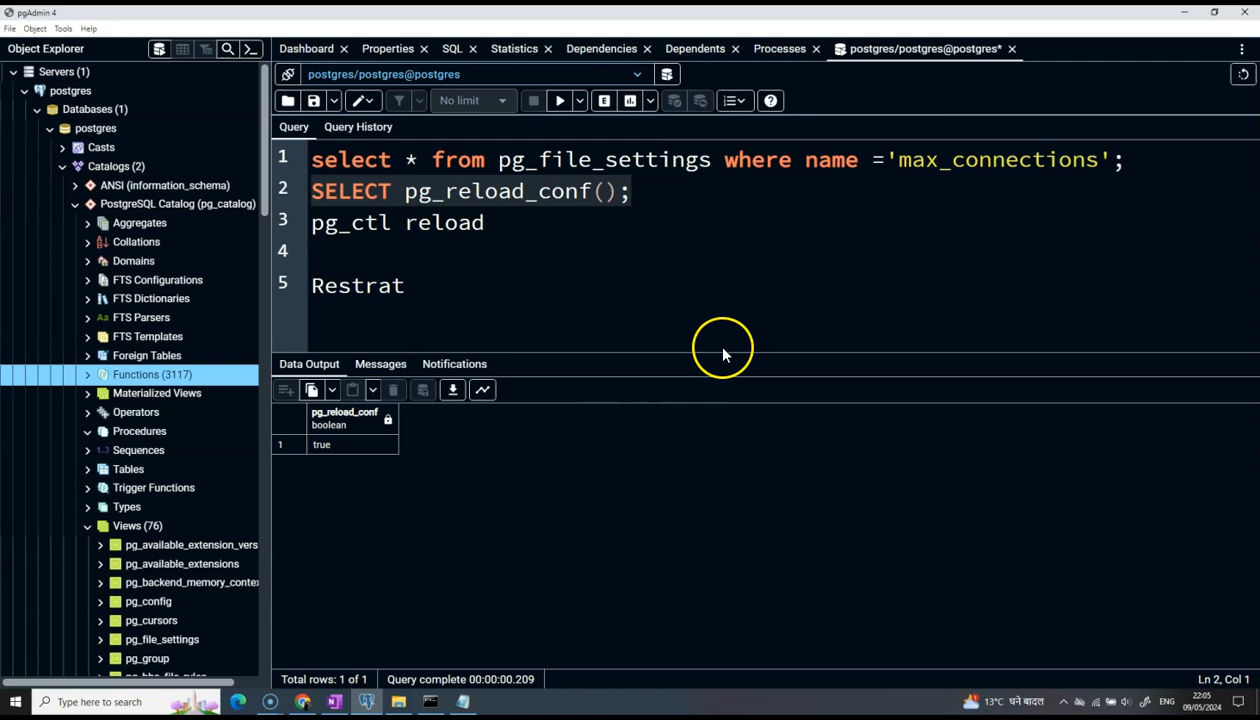 pgAdmin 4
File Object Tools Help
Object Explorer
Dashboard Properties SQL Statistics Dependencies Dependents Processes postgres/postgres@postgres*
Servers (1)
postgres
Databases (1)
postgres
Casts
Catalogs (2)
ANSI (information_schema)
PostgreSQL Catalog (pg_catalog)
Aggregates
Collations
Domains
FTS Configurations
FTS Dictionaries
FTS Parsers
FTS Templates
Foreign Tables
Functions (3117)
Materialized Views
Operators
Procedures
Sequences
Tables
Trigger Functions
Types
Views (76)
pg_available_extension_vers
pg_available_extensions
pg_backend_memory_contex
pg_config
pg_cursors
pg_file_settings
pg_group
postgres/postgres@postgres
No limit
Query Query History
1 select * from pg_file_settings where name ='max_connections';
2 SELECT pg_reload_conf();
3 pg_ctl reload
4
5 Restrat
Data Output Messages Notifications
pg_reload_conf
boolean
1 true
Total rows: 1 of 1 Query complete 00:00:00.209 Ln 2, Col 1
Type here to search
13°C घने बादल
ENG
22:05
09/05/2024